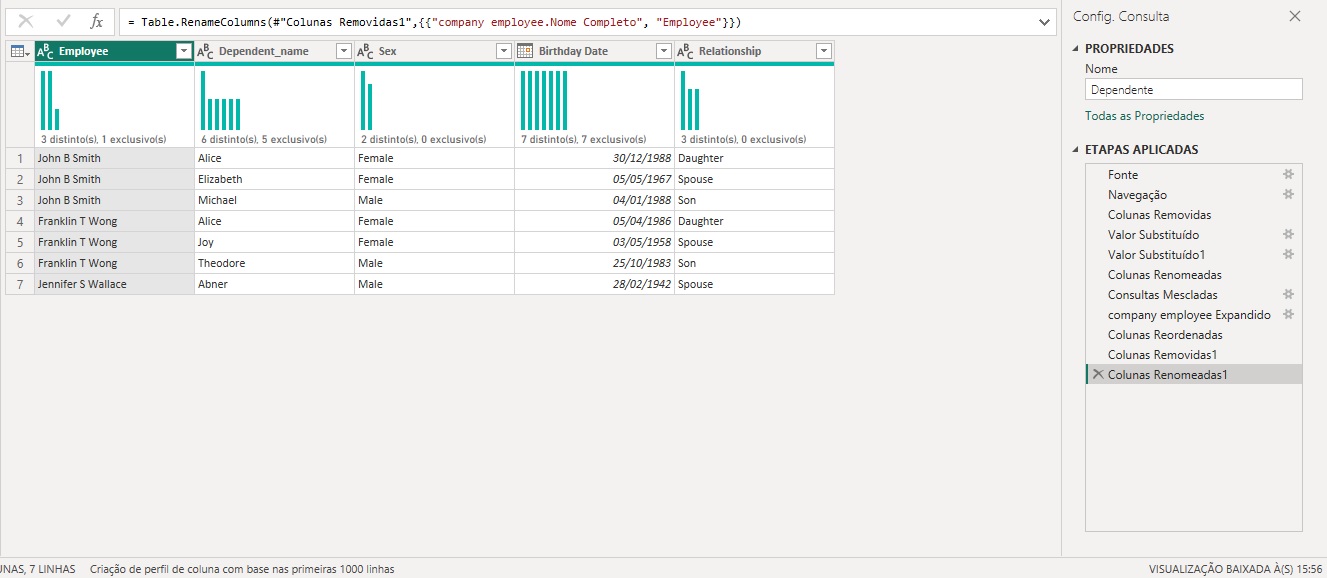 fx = Table.RenameColumns(#"Colunas Removidas1",{{"company employee.Nome Completo", "Employee"}})
ABC Employee ABC Dependent_name ABC Sex Birthday Date ABC Relationship
3 distinto(s), 1 exclusivo(s) 6 distinto(s), 5 exclusivo(s) 2 distinto(s), 0 exclusivo(s) 7 distinto(s), 7 exclusivo(s) 3 distinto(s), 0 exclusivo(s)
1 John B Smith Alice Female 30/12/1988 Daughter
2 John B Smith Elizabeth Female 05/05/1967 Spouse
3 John B Smith Michael Male 04/01/1988 Son
4 Franklin T Wong Alice Female 05/04/1986 Daughter
5 Franklin T Wong Joy Female 03/05/1958 Spouse
6 Franklin T Wong Theodore Male 25/10/1983 Son
7 Jennifer S Wallace Abner Male 28/02/1942 Spouse
Config. Consulta
PROPRIEDADES
Nome
Dependente
Todas as Propriedades
ETAPAS APLICADAS
Fonte
Navegação
Colunas Removidas
Valor Substituído
Valor Substituído1
Colunas Renomeadas
Consultas Mescladas
company employee Expandido
Colunas Reordenadas
Colunas Removidas1
Colunas Renomeadas1
UNAS, 7 LINHAS Criação de perfil de coluna com base nas primeiras 1000 linhas VISUALIZAÇÃO BAIXADA À(S) 15:56